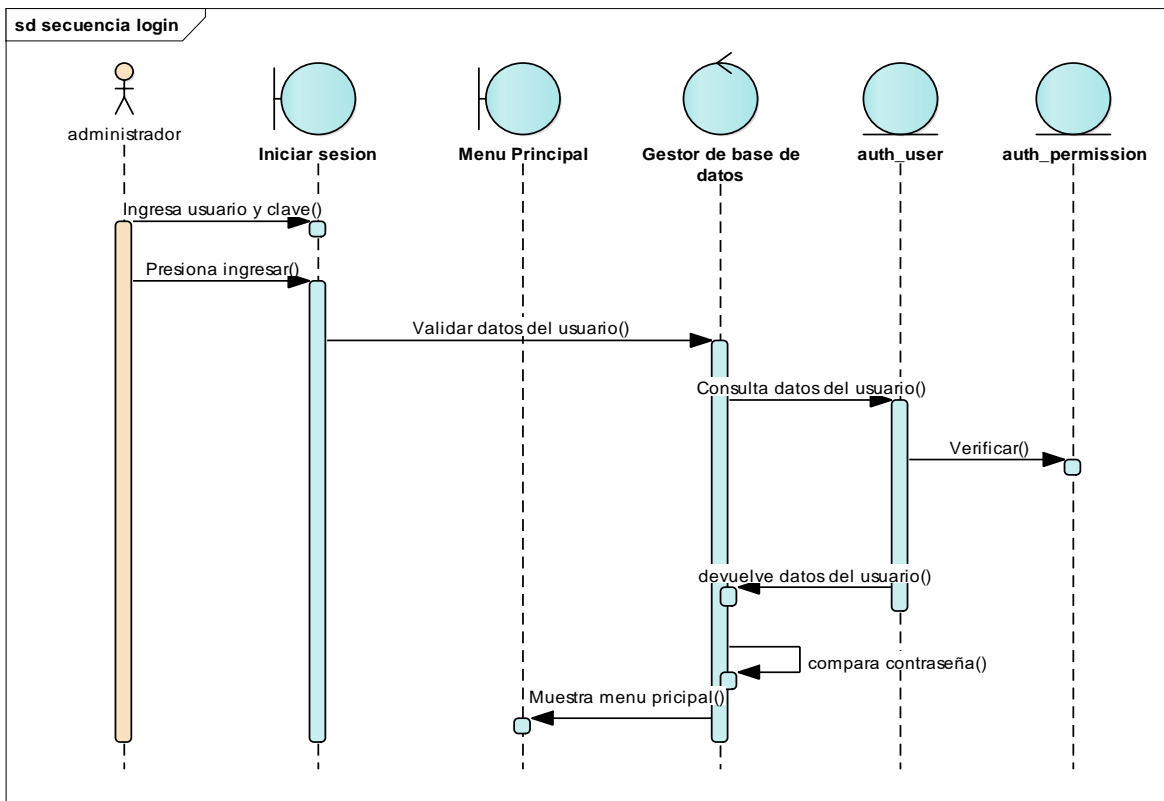 sd secuencia login
administrador
Iniciar sesion
Menu Principal
Gestor de base de
datos
auth_user
auth_permission
Ingresa usuario y clave()
Presiona ingresar()
Validar datos del usuario()
Consulta datos del usuario()
Verificar()
devuelve datos del usuario()
compara contraseña()
Muestra menu pricipal()